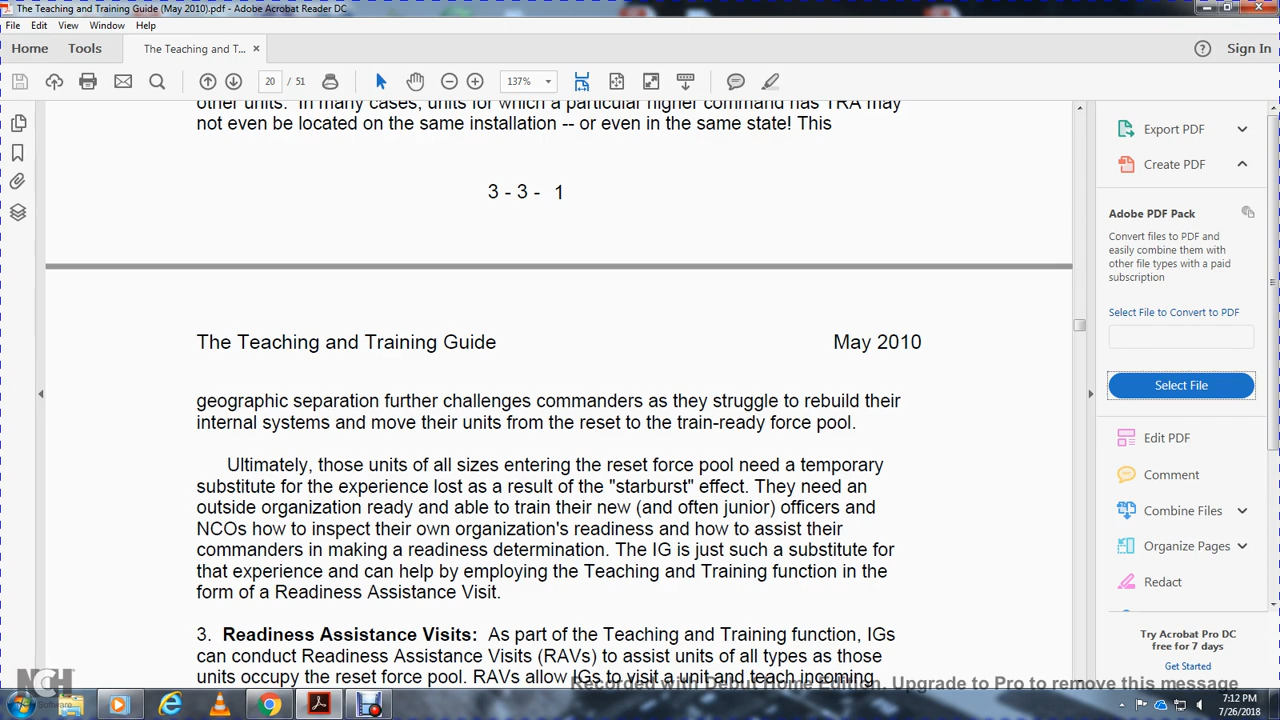 The Teaching and Training Guide (May 2010).pdf - Adobe Acrobat Reader DC
File Edit View Window Help
Home Tools The Teaching and T... × Sign In
20 / 51 137%
other units. In many cases, units for which a particular higher command has TRA may
not even be located on the same installation -- or even in the same state! This
3 - 3 - 1
The Teaching and Training Guide May 2010
geographic separation further challenges commanders as they struggle to rebuild their
internal systems and move their units from the reset to the train-ready force pool.
Ultimately, those units of all sizes entering the reset force pool need a temporary
substitute for the experience lost as a result of the "starburst" effect. They need an
outside organization ready and able to train their new (and often junior) officers and
NCOs how to inspect their own organization's readiness and how to assist their
commanders in making a readiness determination. The IG is just such a substitute for
that experience and can help by employing the Teaching and Training function in the
form of a Readiness Assistance Visit.
3. Readiness Assistance Visits: As part of the Teaching and Training function, IGs
can conduct Readiness Assistance Visits (RAVs) to assist units of all types as those
units occupy the reset force pool. RAVs allow IGs to visit a unit and teach incoming
Export PDF
Create PDF
Adobe PDF Pack
Convert files to PDF and
easily combine them with
other file types with a paid
subscription
Select File to Convert to PDF
Select File
Edit PDF
Comment
Combine Files
Organize Pages
Redact
Try Acrobat Pro DC
free for 7 days
Get Started
Recorded with Debut Home Edition. Upgrade to Pro to remove this message
NCH
Software
7:12 PM
7/26/2018